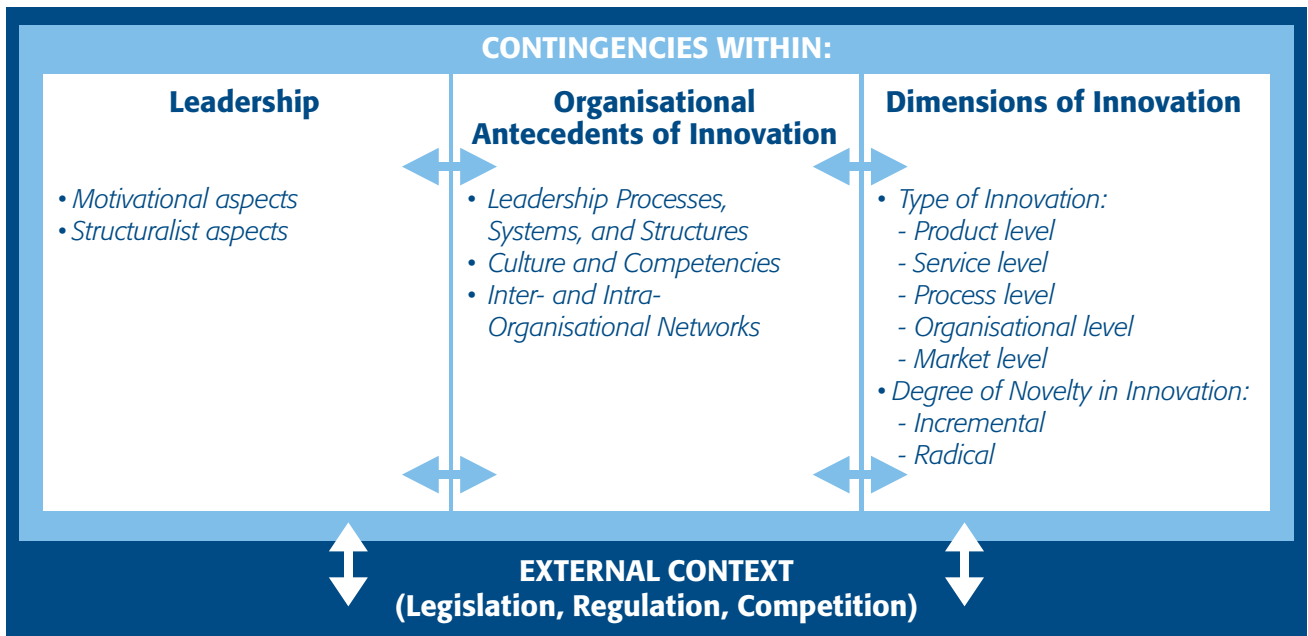 CONTINGENCIES WITHIN:
Leadership
• Motivational aspects
• Structuralist aspects
Organisational
Antecedents of Innovation
• Leadership Processes,
Systems, and Structures
• Culture and Competencies
• Inter- and Intra-
Organisational Networks
Dimensions of Innovation
• Type of Innovation:
- Product level
- Service level
- Process level
- Organisational level
- Market level
• Degree of Novelty in Innovation:
- Incremental
- Radical
EXTERNAL CONTEXT
(Legislation, Regulation, Competition)